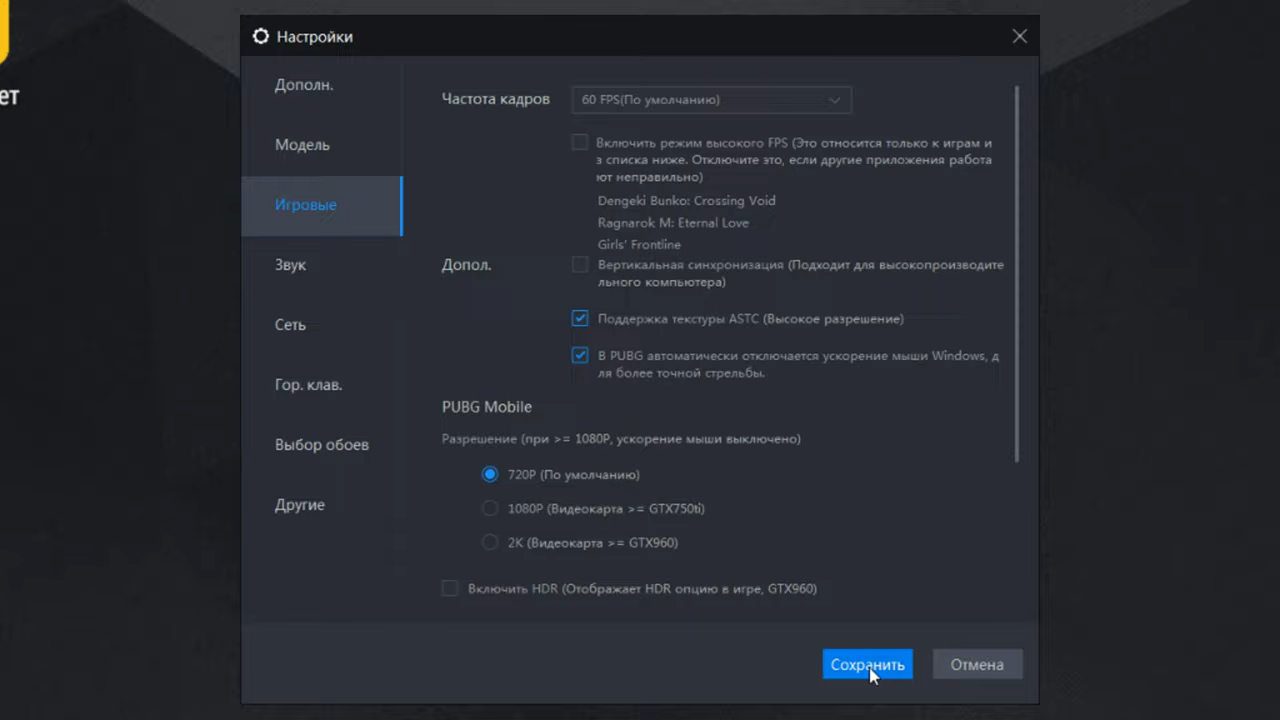 ет
Настройки
Дополн.
Модель
Игровые
Звук
Сеть
Гор. клав.
Выбор обоев
Другие
Частота кадров
60 FPS(По умолчанию)
Включить режим высокого FPS (Это относится только к играм и
з списка ниже. Отключите это, если другие приложения работа
ют неправильно)
Dengeki Bunko: Crossing Void
Ragnarok M: Eternal Love
Girls' Frontline
Допол.
Вертикальная синхронизация (Подходит для высокопроизводите
льного компьютера)
Поддержка текстуры ASTC (Высокое разрешение)
В PUBG автоматически отключается ускорение мыши Windows, д
ля более точной стрельбы.
PUBG Mobile
Разрешение (при >= 1080P, ускорение мыши выключено)
720P (По умолчанию)
1080P (Видеокарта >= GTX750ti)
2K (Видеокарта >= GTX960)
Включить HDR (Отображает HDR опцию в игре, GTX960)
Сохранить
Отмена